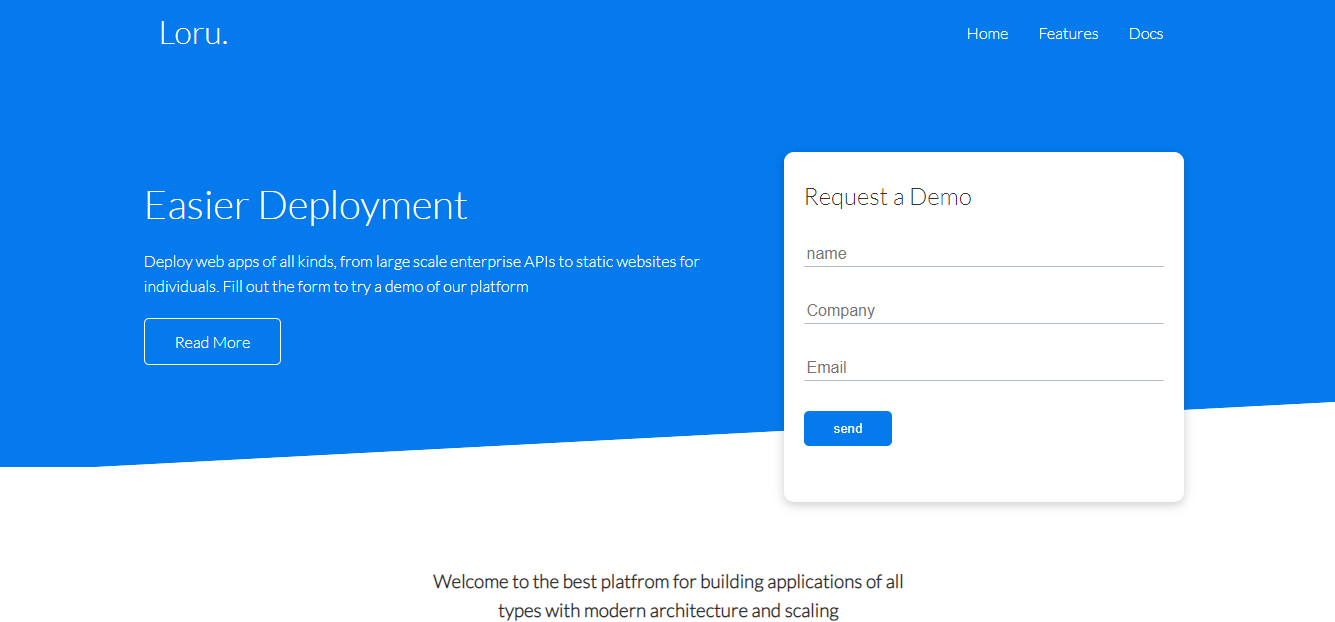 Loru.
Home Features Docs
Easier Deployment
Deploy web apps of all kinds, from large scale enterprise APIs to static websites for
individuals. Fill out the form to try a demo of our platform
Read More
Request a Demo
name
Company
Email
send
Welcome to the best platfrom for building applications of all
types with modern architecture and scaling